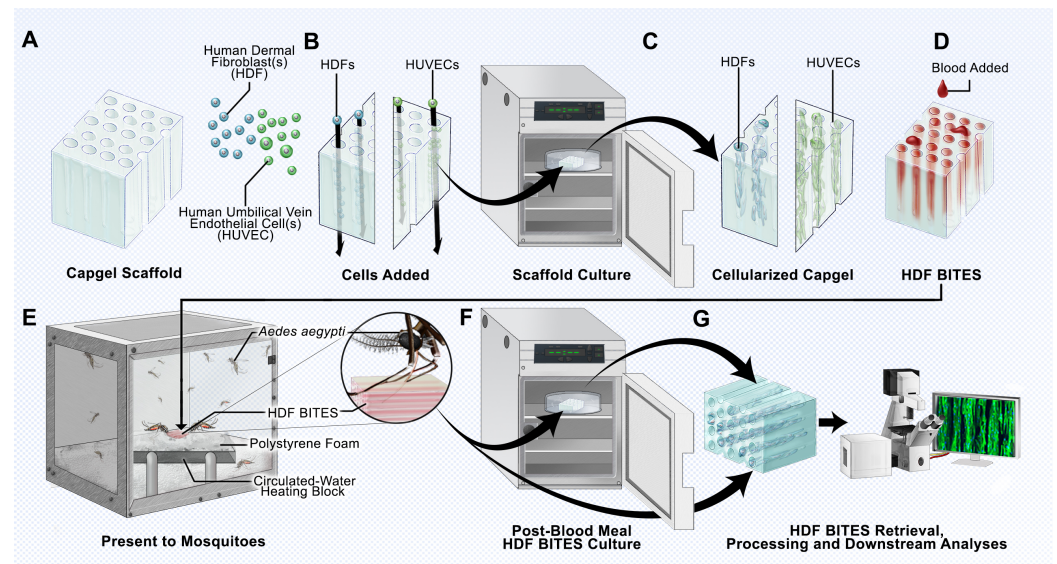 A
Human Dermal
Fibroblast(s)
(HDF)
Human Umbilical Vein
Endothelial Cell(s)
(HUVEC)
Capgel Scaffold
B
HDFs
HUVECs
Cells Added
Scaffold Culture
C
HDFs
HUVECs
Cellularized Capgel
D
Blood Added
HDF BITES
E
Aedes aegypti
HDF BITES
Polystyrene Foam
Circulated-Water
Heating Block
Present to Mosquitoes
F
Post-Blood Meal
HDF BITES Culture
G
HDF BITES Retrieval,
Processing and Downstream Analyses